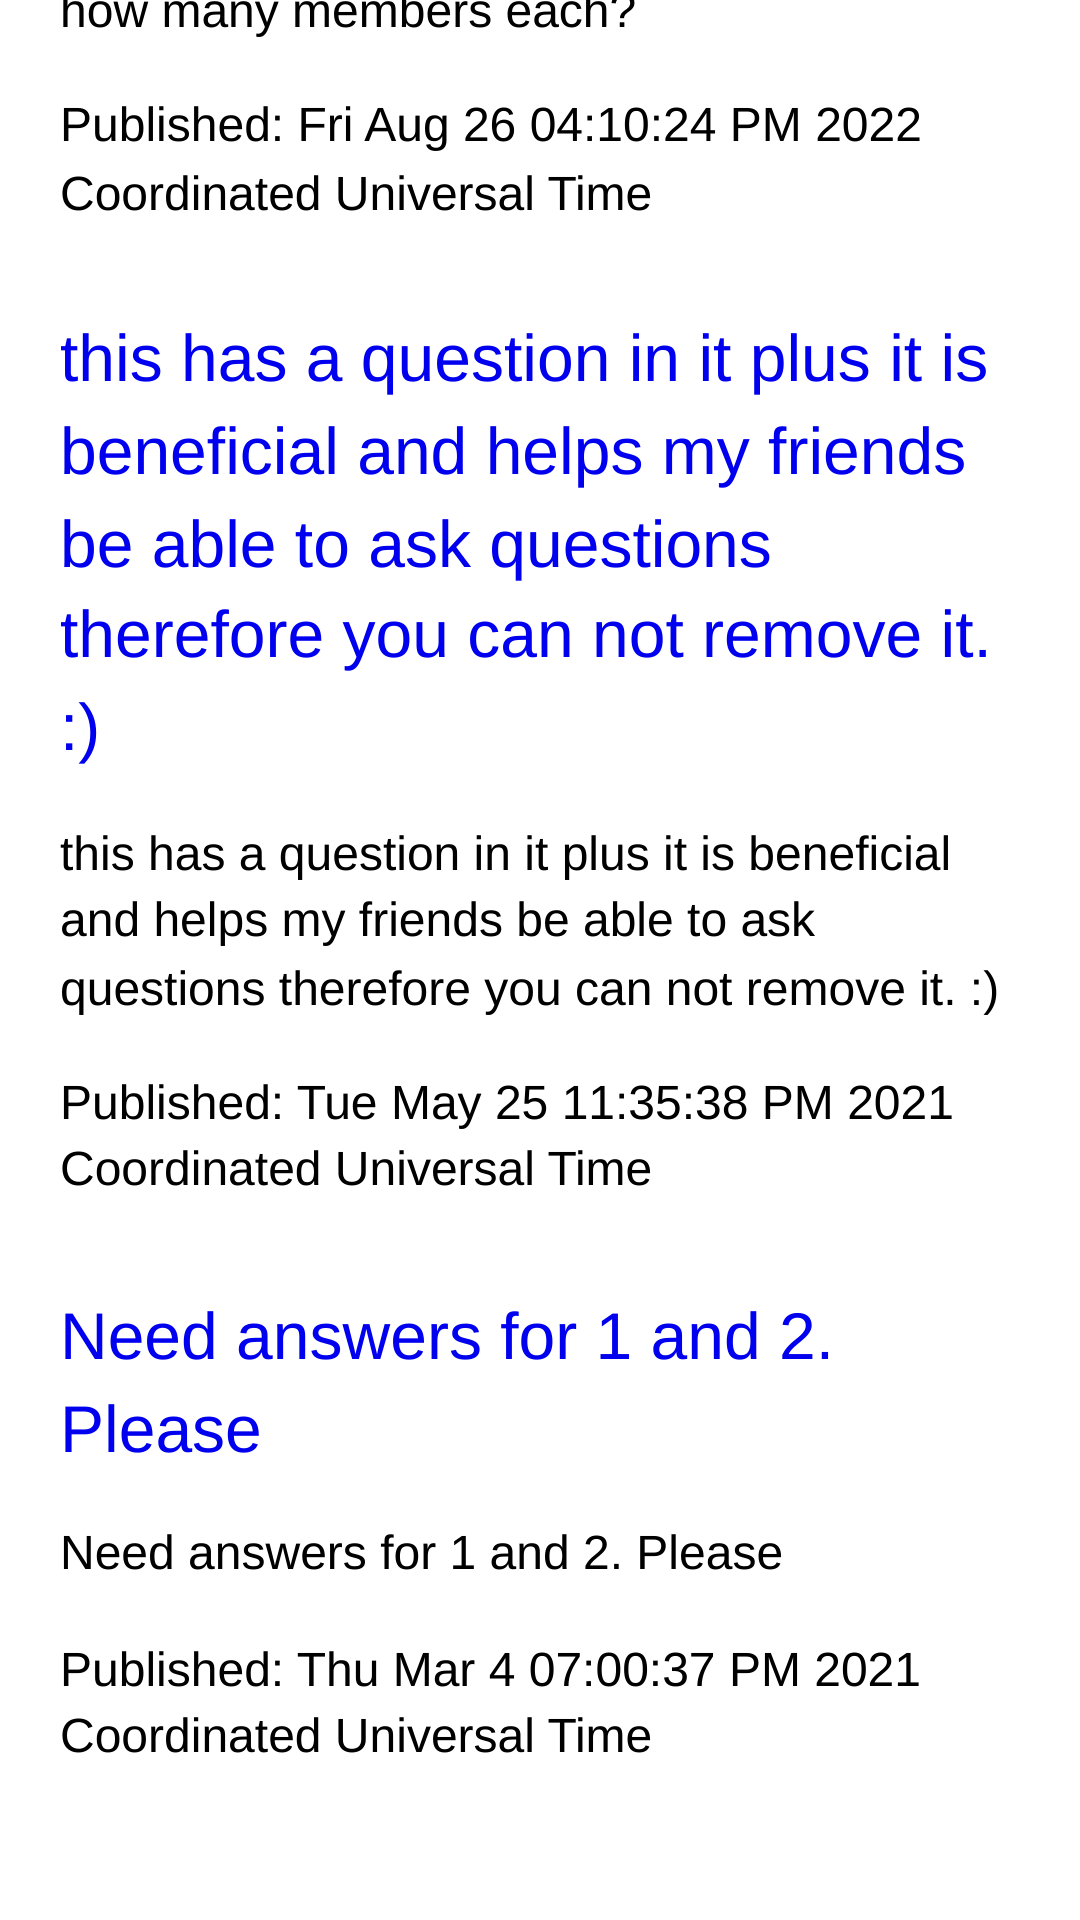 how many members each?
Published: Fri Aug 26 04:10:24 PM 2022
Coordinated Universal Time
this has a question in it plus it is
beneficial and helps my friends
be able to ask questions
therefore you can not remove it.
:)
this has a question in it plus it is beneficial
and helps my friends be able to ask
questions therefore you can not remove it. :)
Published: Tue May 25 11:35:38 PM 2021
Coordinated Universal Time
Need answers for 1 and 2.
Please
Need answers for 1 and 2. Please
Published: Thu Mar 4 07:00:37 PM 2021
Coordinated Universal Time